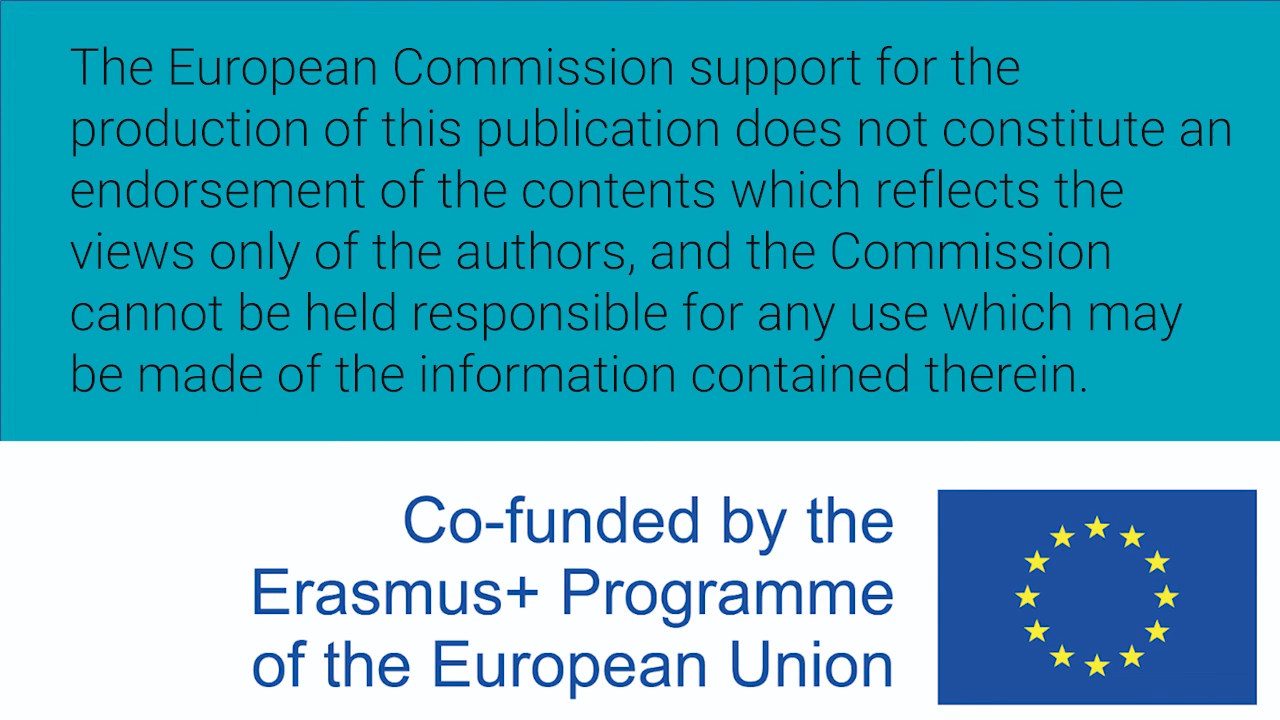 The European Commission support for the
production of this publication does not constitute an
endorsement of the contents which reflects the
views only of the authors, and the Commission
cannot be held responsible for any use which may
be made of the information contained therein.
Co-funded by the
Erasmus+ Programme
of the European Union